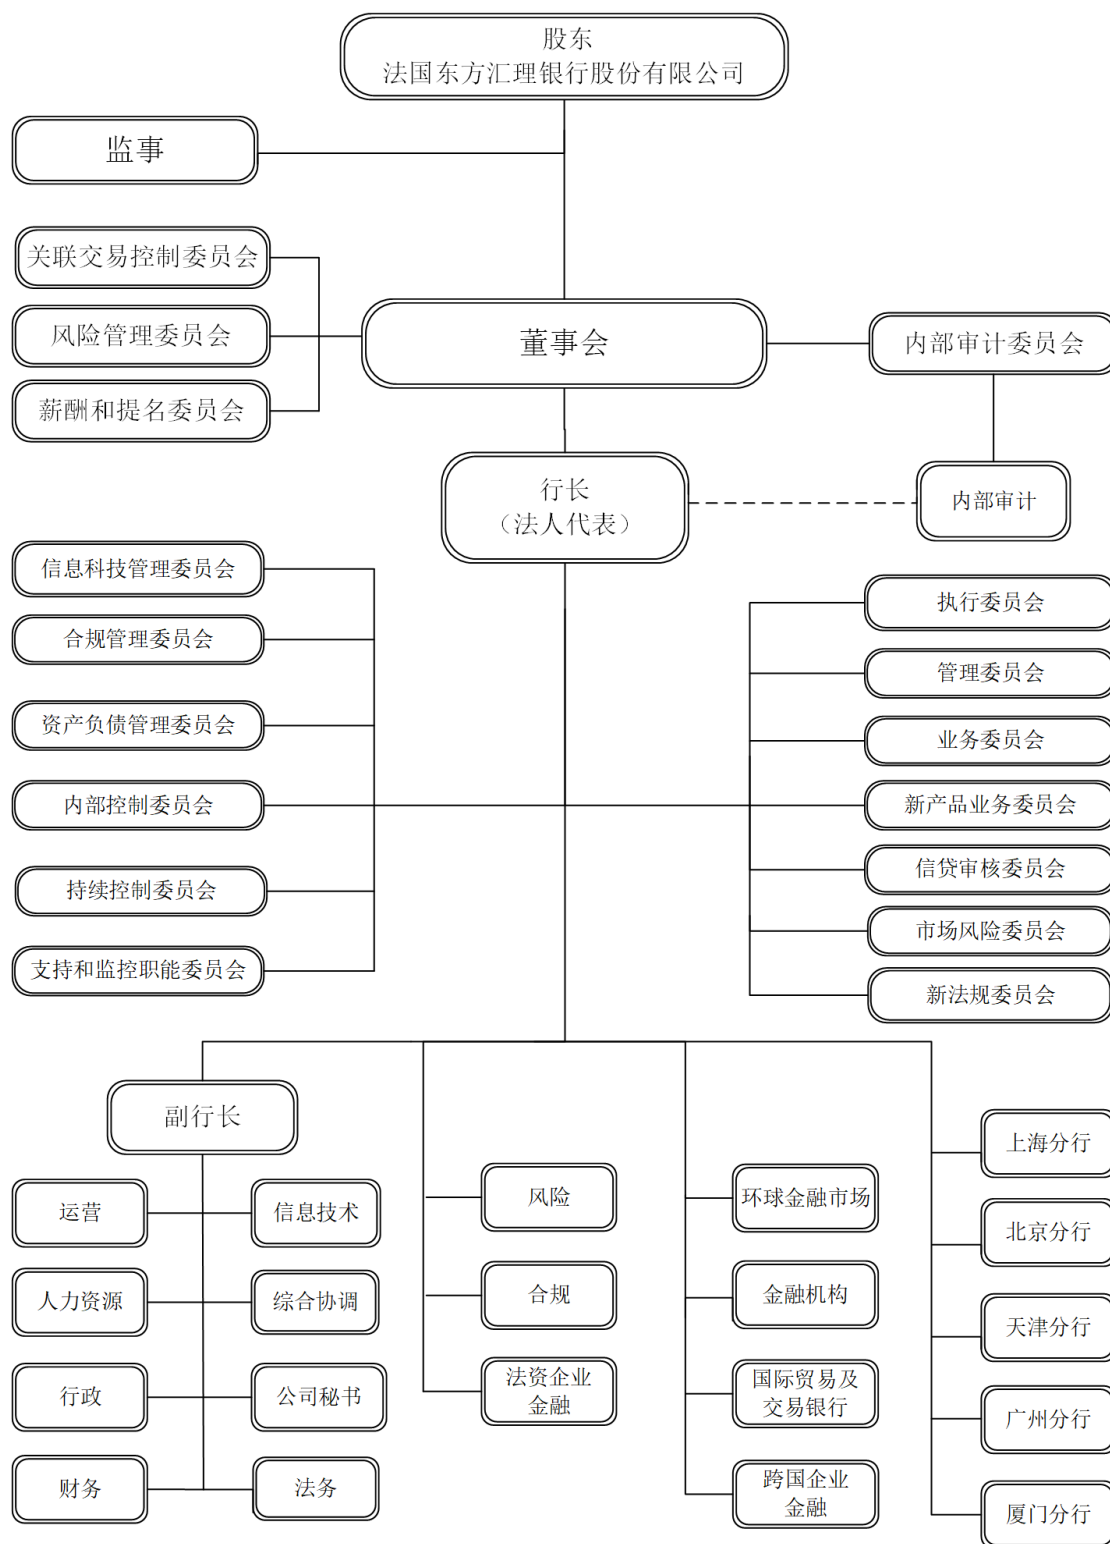 股东
法国东方汇理银行股份有限公司
监事
关联交易控制委员会
风险管理委员会
薪酬和提名委员会
董事会
内部审计委员会
行长
（法人代表）
内部审计
信息科技管理委员会
合规管理委员会
资产负债管理委员会
内部控制委员会
持续控制委员会
支持和监控职能委员会
执行委员会
管理委员会
业务委员会
新产品业务委员会
信贷审核委员会
市场风险委员会
新法规委员会
副行长
运营
信息技术
人力资源
综合协调
行政
公司秘书
财务
法务
风险
合规
法资企业
金融
环球金融市场
金融机构
国际贸易及
交易银行
跨国企业
金融
上海分行
北京分行
天津分行
广州分行
厦门分行